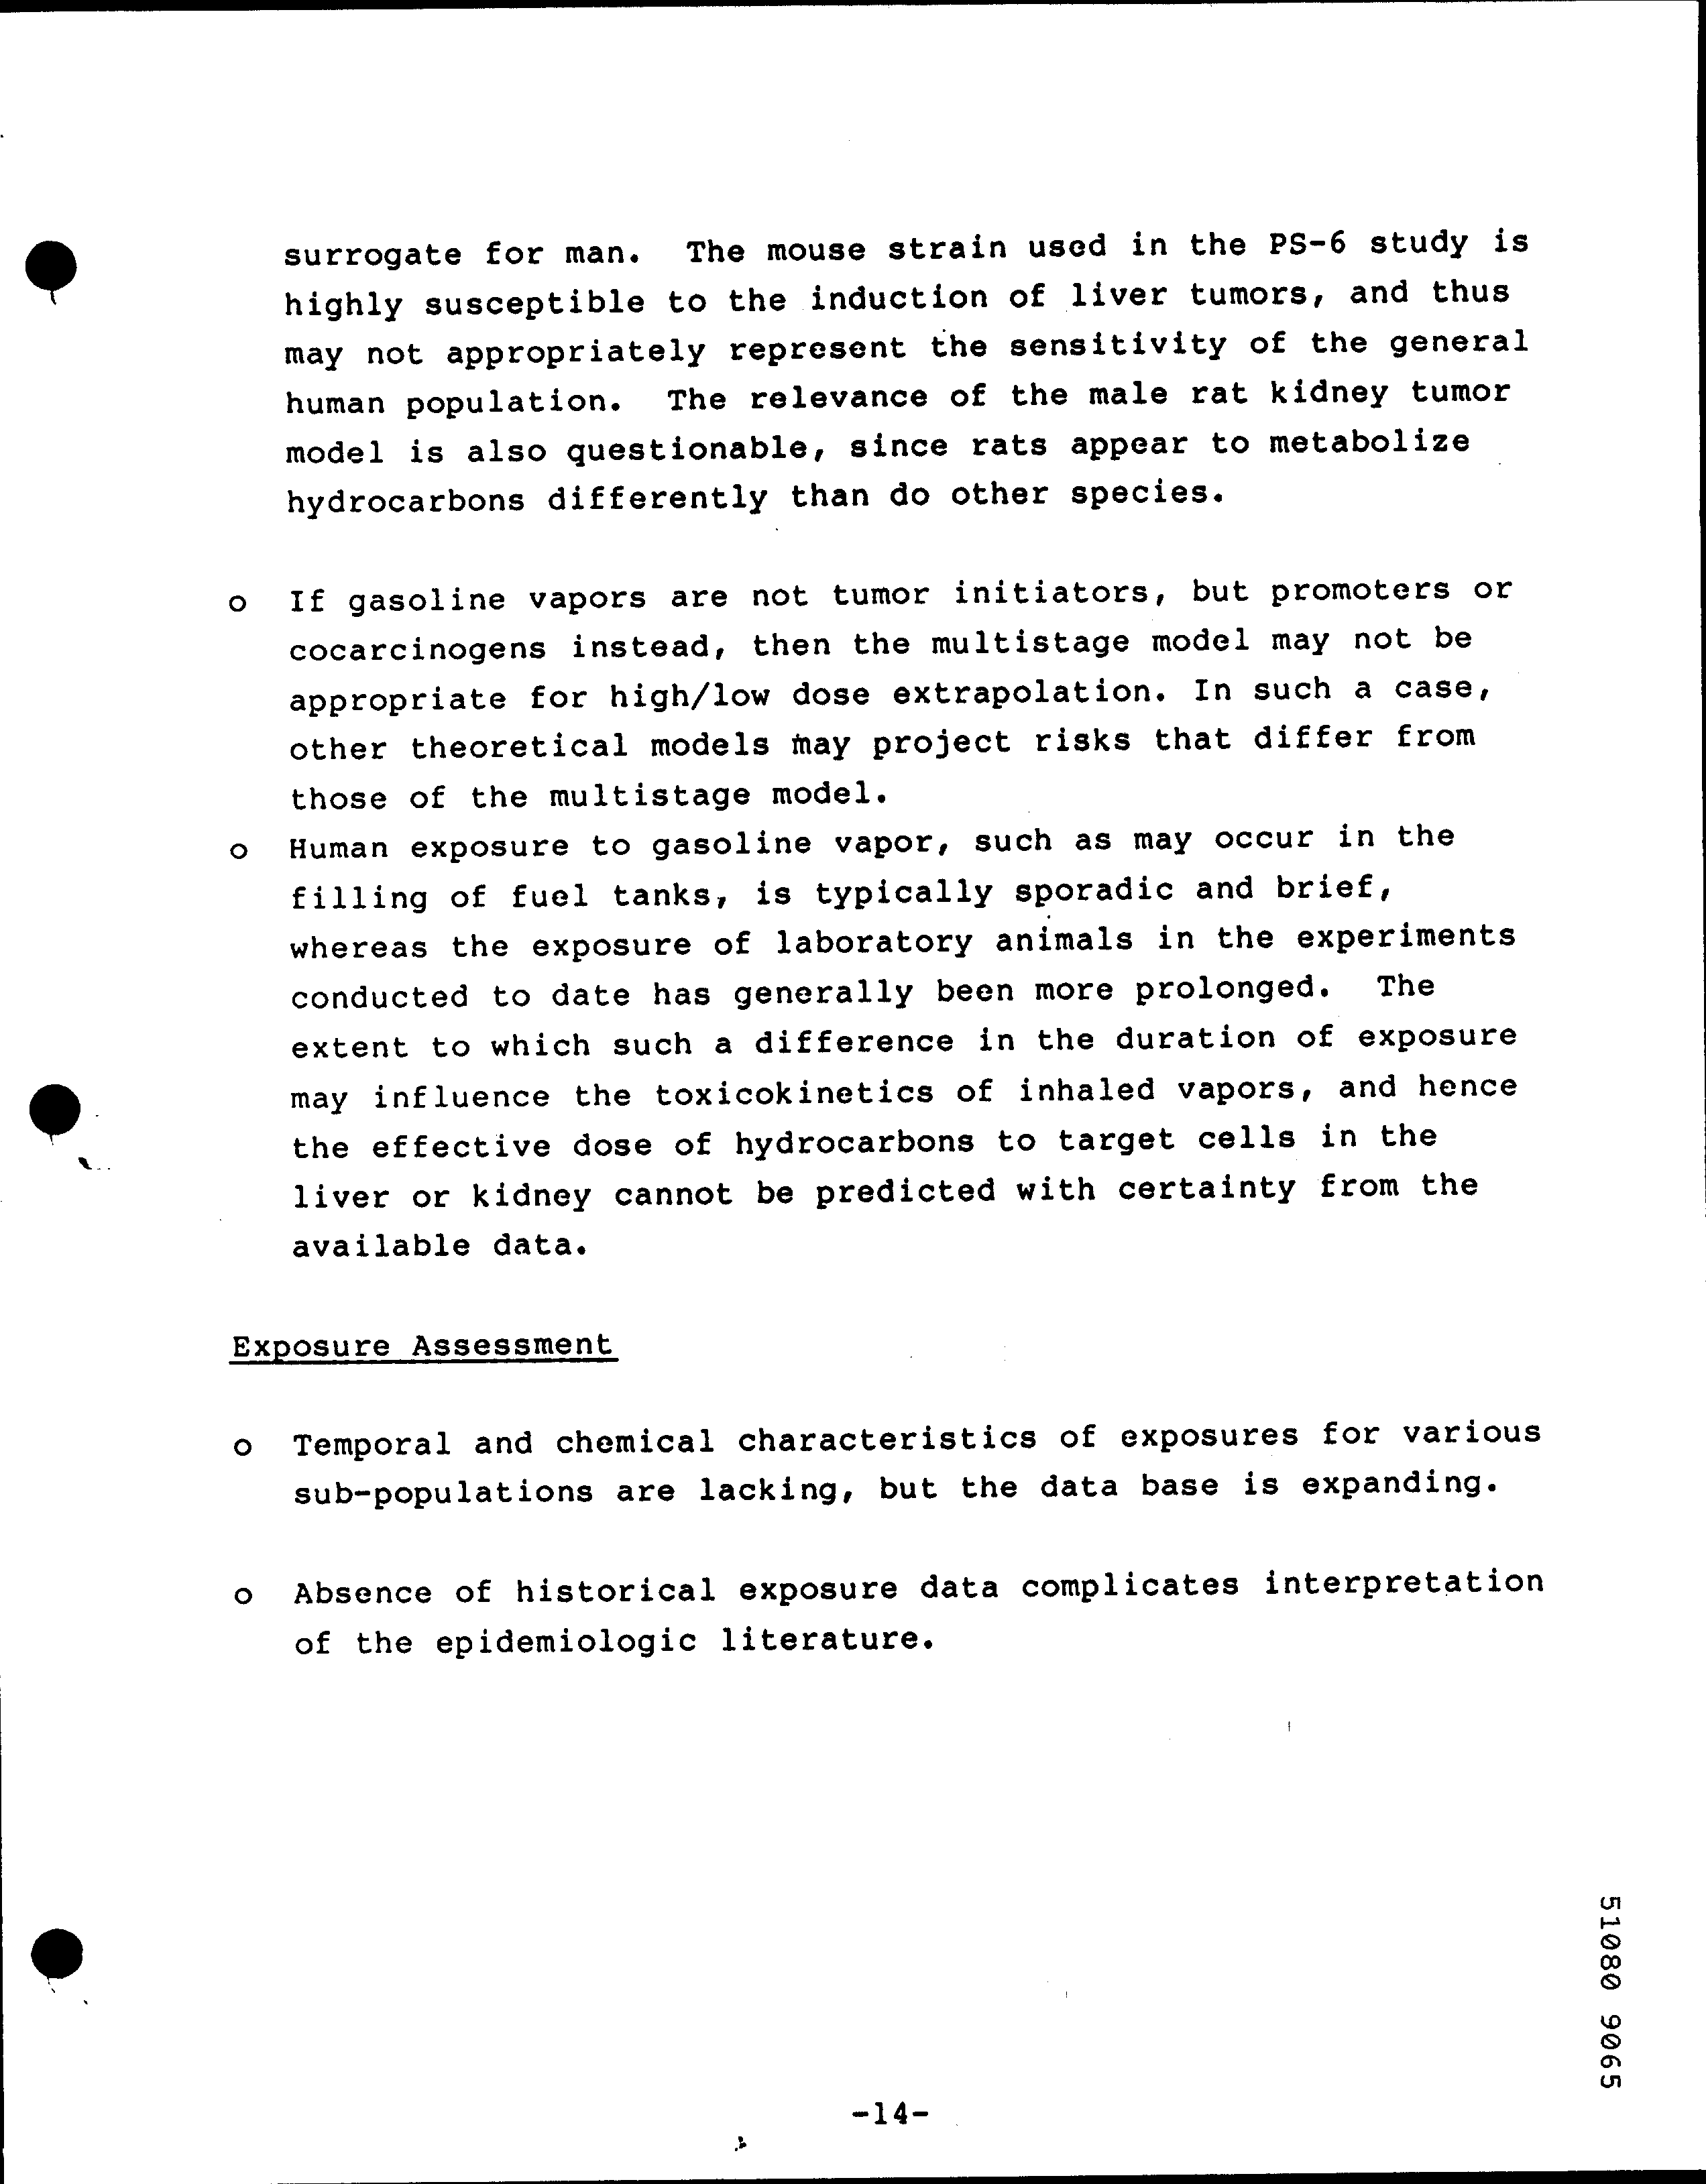 surrogate for man. The mouse strain used in the PS-6 study is
highly susceptible to the induction of liver tumors, and thus
may not appropriately represent the sensitivity of the general
human population. The relevance of the male rat kidney tumor
model is also questionable, since rats appear to metabolize
hydrocarbons differently than do other species.
o If gasoline vapors are not tumor initiators, but promoters or
cocarcinogens instead, then the multistage model may not be
appropriate for high/low dose extrapolation. In such a case,
other theoretical models may project risks that differ from
those of the multistage model.
o Human exposure to gasoline vapor, such as may occur in the
filling of fuel tanks, is typically sporadic and brief,
whereas the exposure of laboratory animals in the experiments
conducted to date has generally been more prolonged. The
extent to which such a difference in the duration of exposure
may influence the toxicokinetics of inhaled vapors, and hence
the effective dose of hydrocarbons to target cells in the
liver or kidney cannot be predicted with certainty from the
available data.
Exposure Assessment
o Temporal and chemical characteristics of exposures for various
sub-populations are lacking, but the data base is expanding.
o Absence of historical exposure data complicates interpretation
of the epidemiologic literature.
51080 9065
-14-